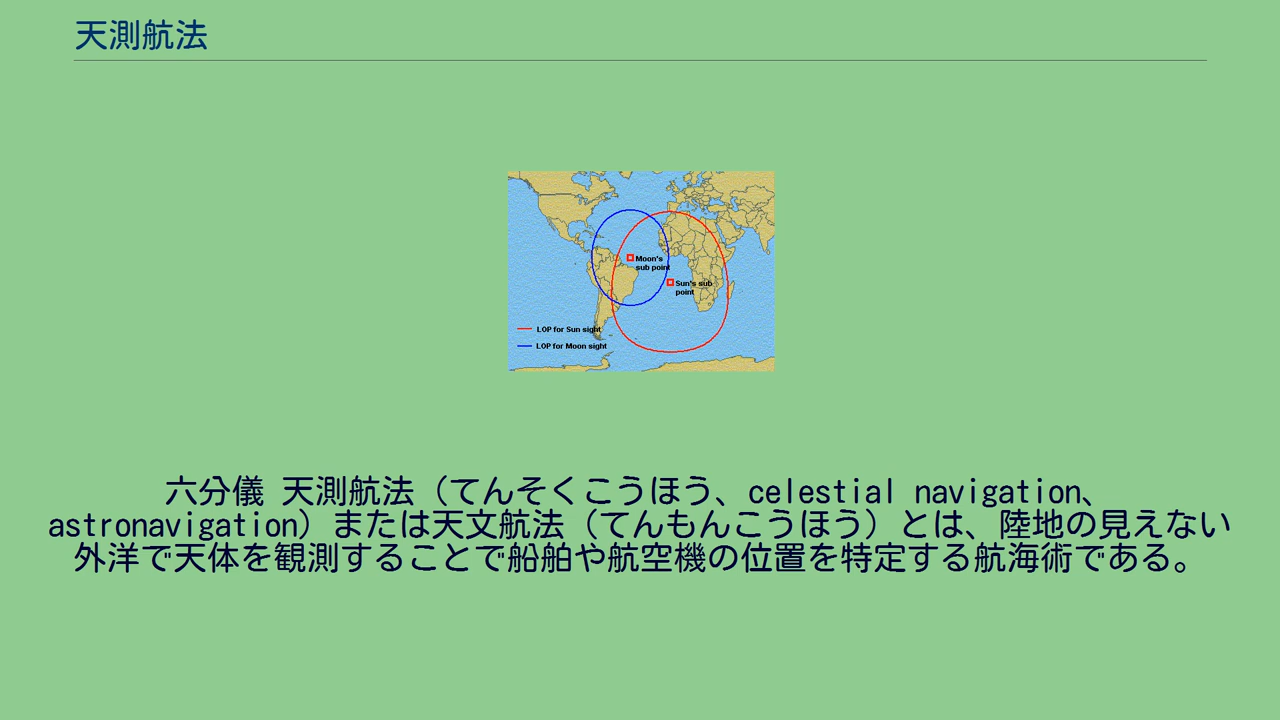 天測航法
Moon's
sub point
Sun's sub
point
LOP for Sun sight
LOP for Moon sight
六分儀 天測航法（てんそくこうほう、celestial navigation、
astronavigation）または天文航法（てんもんこうほう）とは、陸地の見えない
外洋で天体を観測することで船舶や航空機の位置を特定する航海術である。